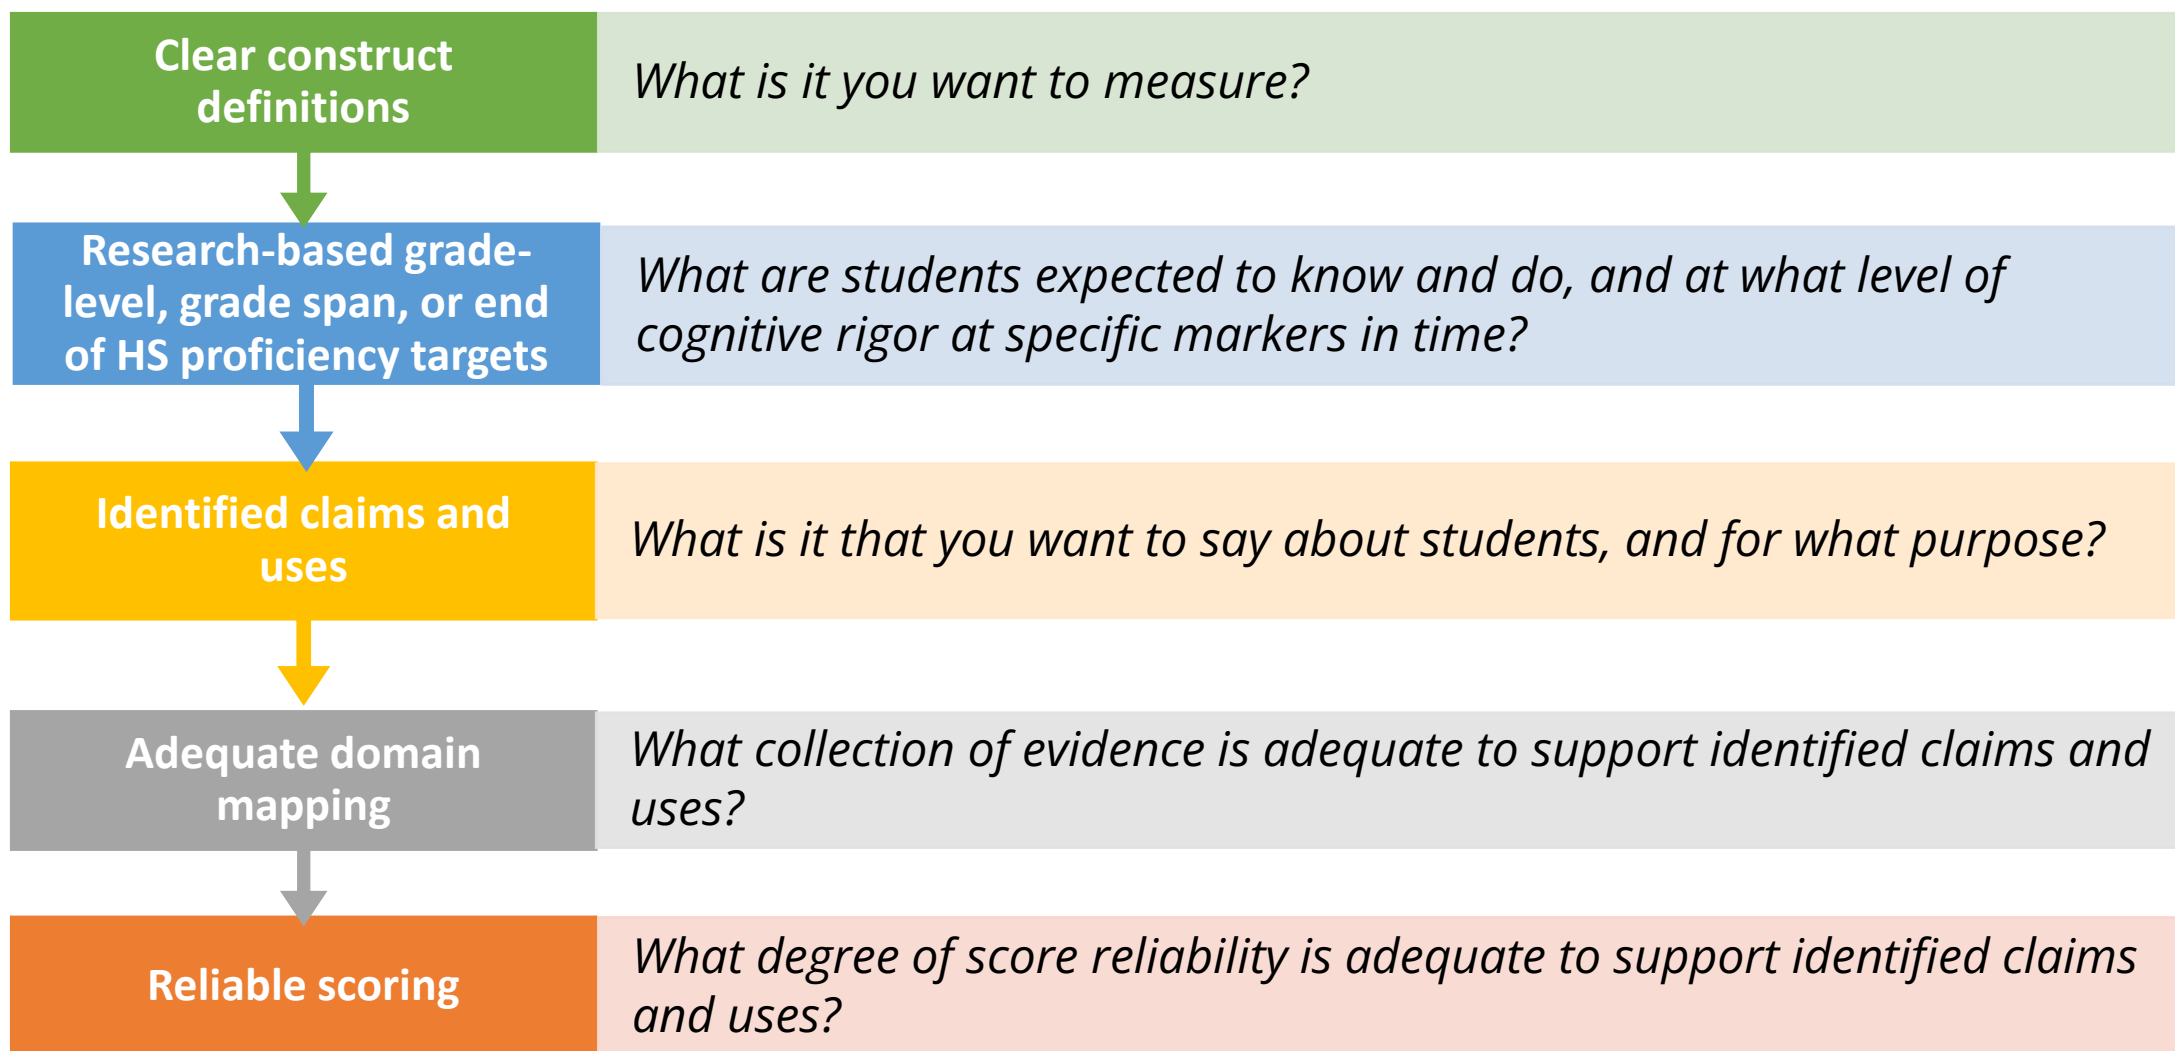 Clear construct
definitions
What is it you want to measure?
Research-based grade-
level, grade span, or end
of HS proficiency targets
What are students expected to know and do, and at what level of
cognitive rigor at specific markers in time?
Identified claims and
uses
What is it that you want to say about students, and for what purpose?
Adequate domain
mapping
What collection of evidence is adequate to support identified claims and
uses?
Reliable scoring
What degree of score reliability is adequate to support identified claims
and uses?